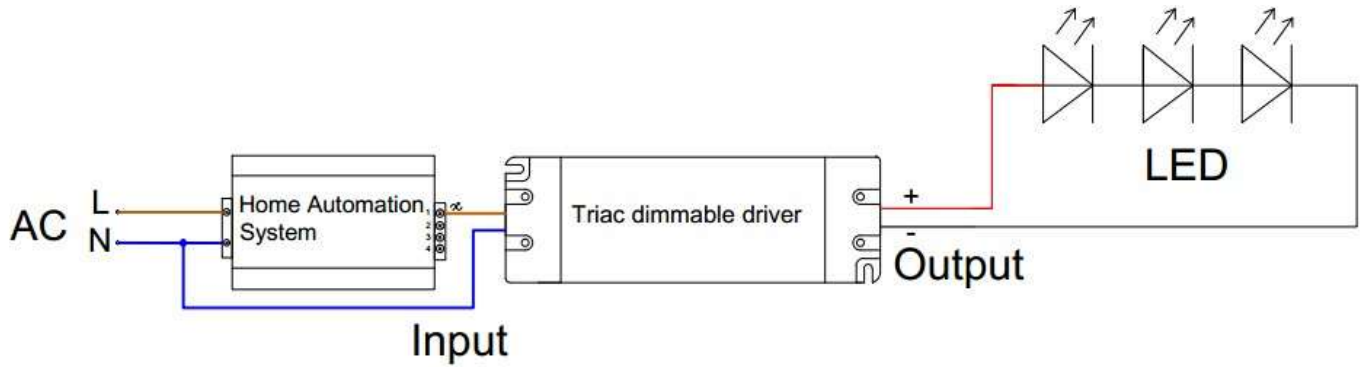 AC
L
N
Home Automation
System
1
2
3
4
Triac dimmable driver
+
-
Input
Output
LED